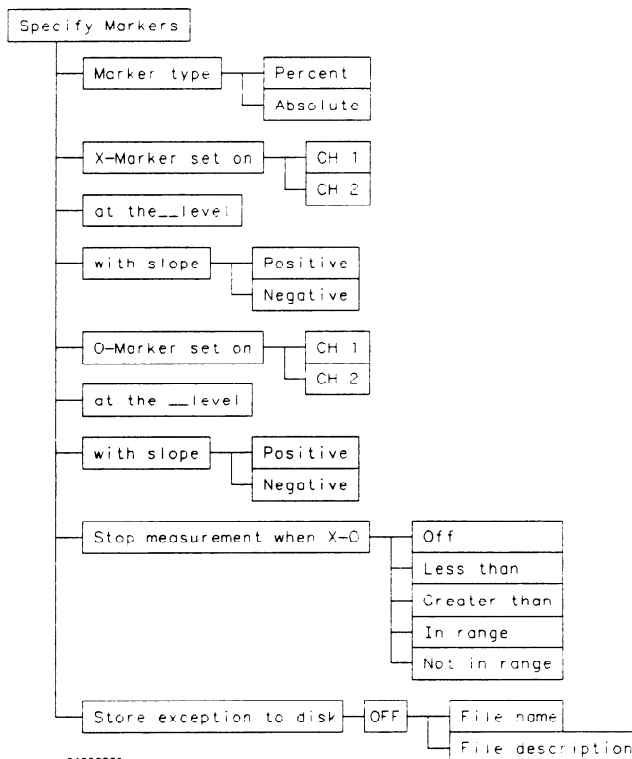 Specify Markers
Marker type
Percent
Absolute
X-Marker set on
CH 1
CH 2
at the__level
with slope
Positive
Negative
O-Marker set on
CH 1
CH 2
at the __level
with slope
Positive
Negative
Stop measurement when X-O
Off
Less than
Greater than
In range
Not in range
Store exception to disk
OFF
File name
File description